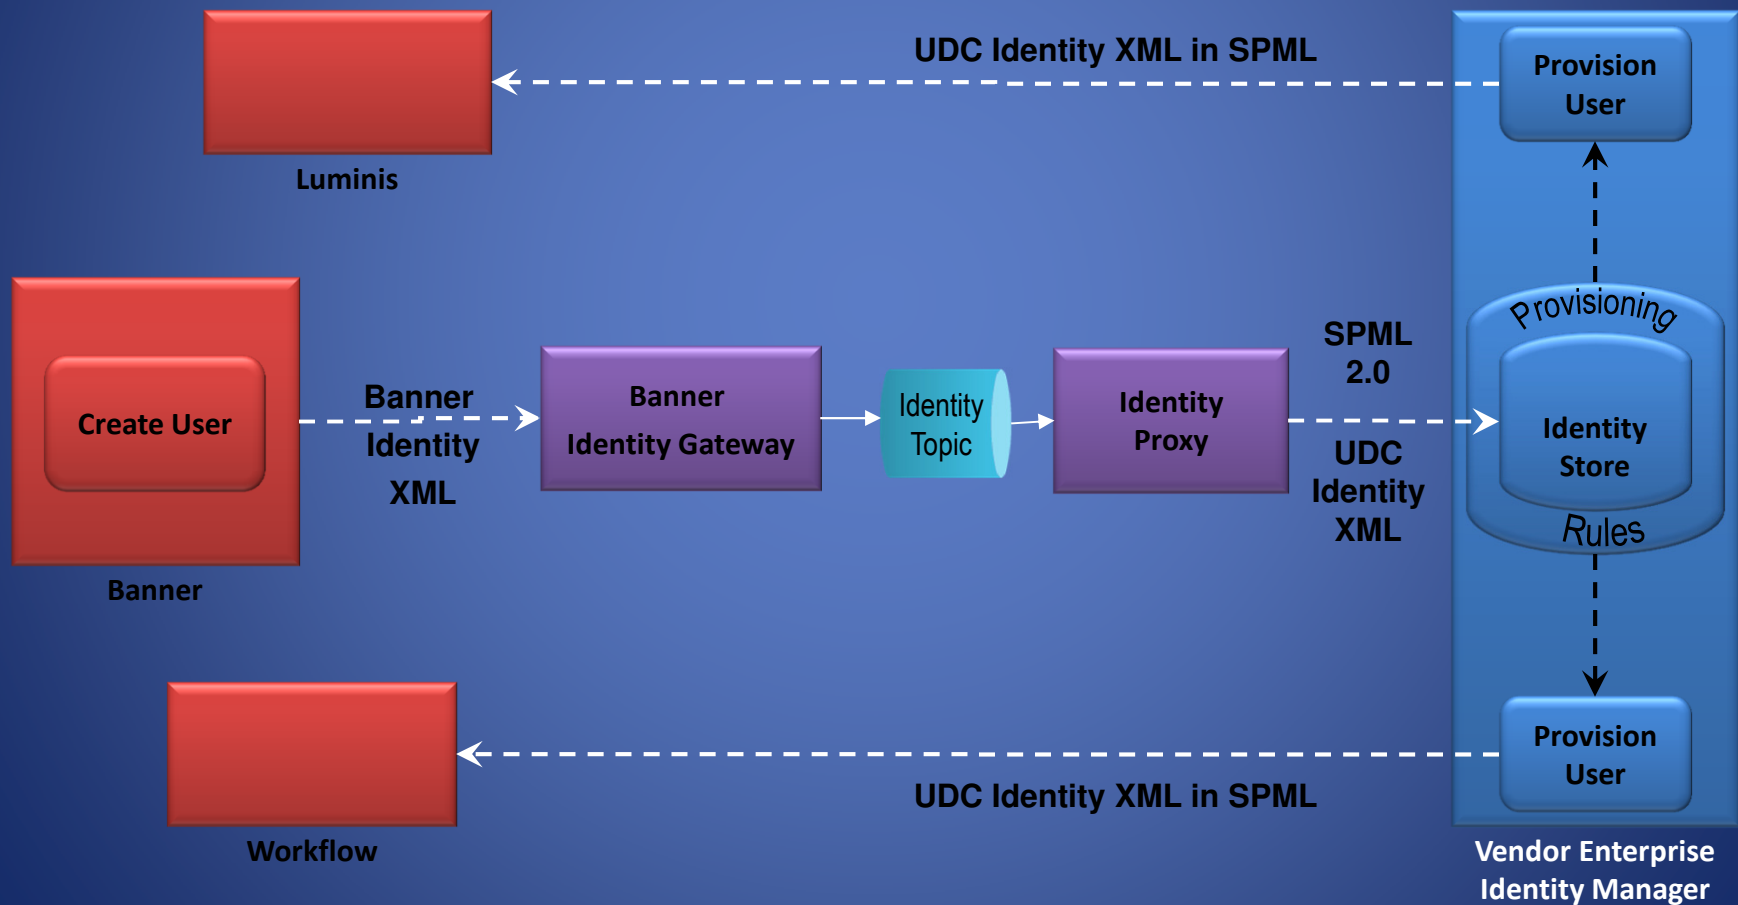 UDC Identity XML in SPML
Provision
User
Luminis
Create User
Banner
Banner
Identity
XML
Banner
Identity Gateway
Identity
Topic
Identity
Proxy
SPML
2.0
UDC
Identity
XML
Provisioning
Identity
Store
Rules
Provision
User
UDC Identity XML in SPML
Workflow
Vendor Enterprise
Identity Manager